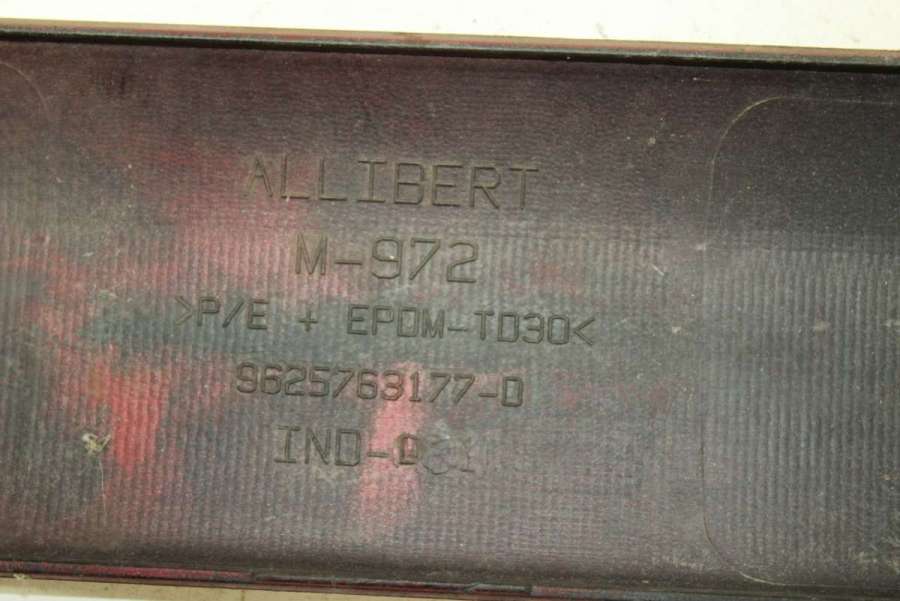 ALLIBERT
M-972
>P/E + EPDM-TD30<
9625763177-D